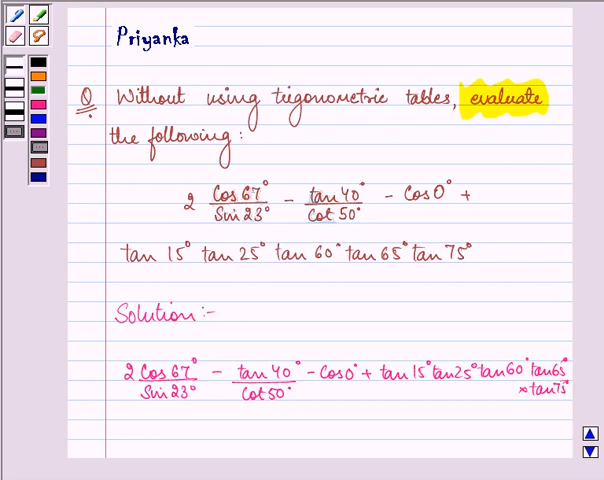 Priyanka
Q. Without using trigonometric tables, evaluate
the following:
2 Cos 67°/Sin 23° - tan 40°/Cot 50° - Cos 0° +
tan 15° tan 25° tan 60° tan 65° tan 75°
Solution:-
2 Cos 67°/Sin 23° - tan 40°/Cot 50° - Cos 0° + tan 15° tan 25° tan 60° tan 65°
× tan 75°